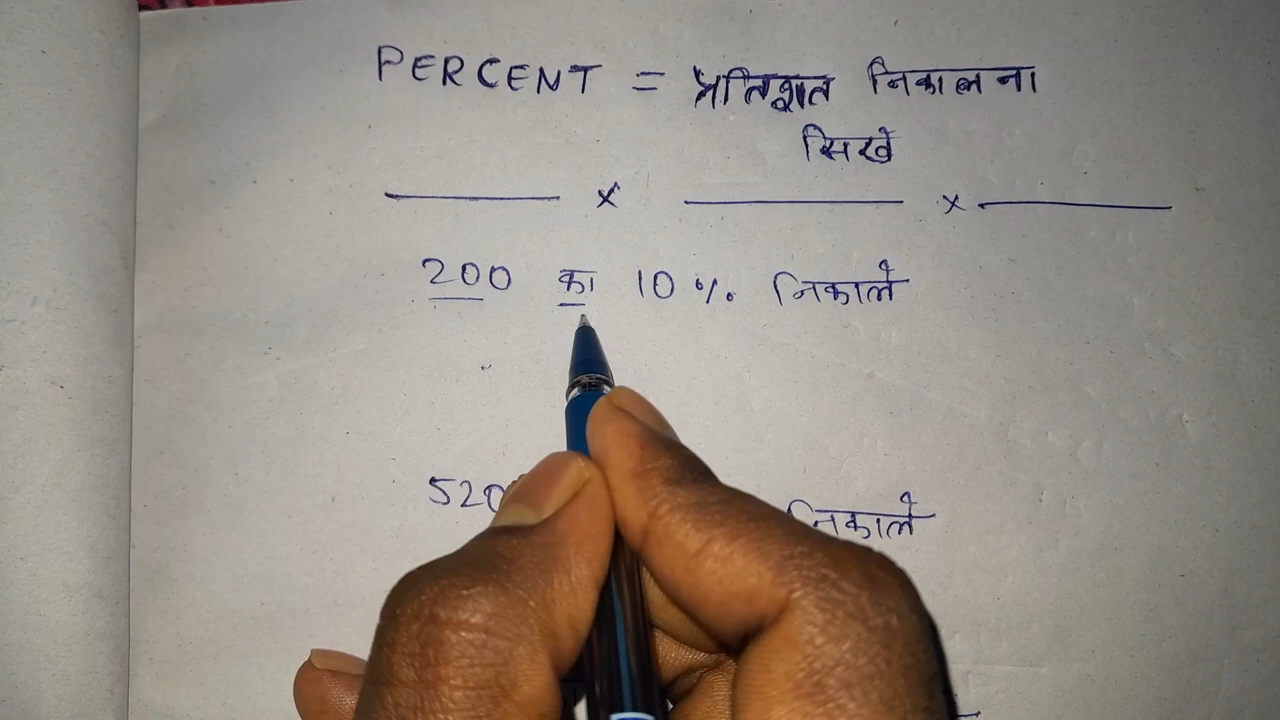 PERCENT = प्रतिशत निकालना
सिखें
× ×
200 का 10 % निकाले
520 निकाले